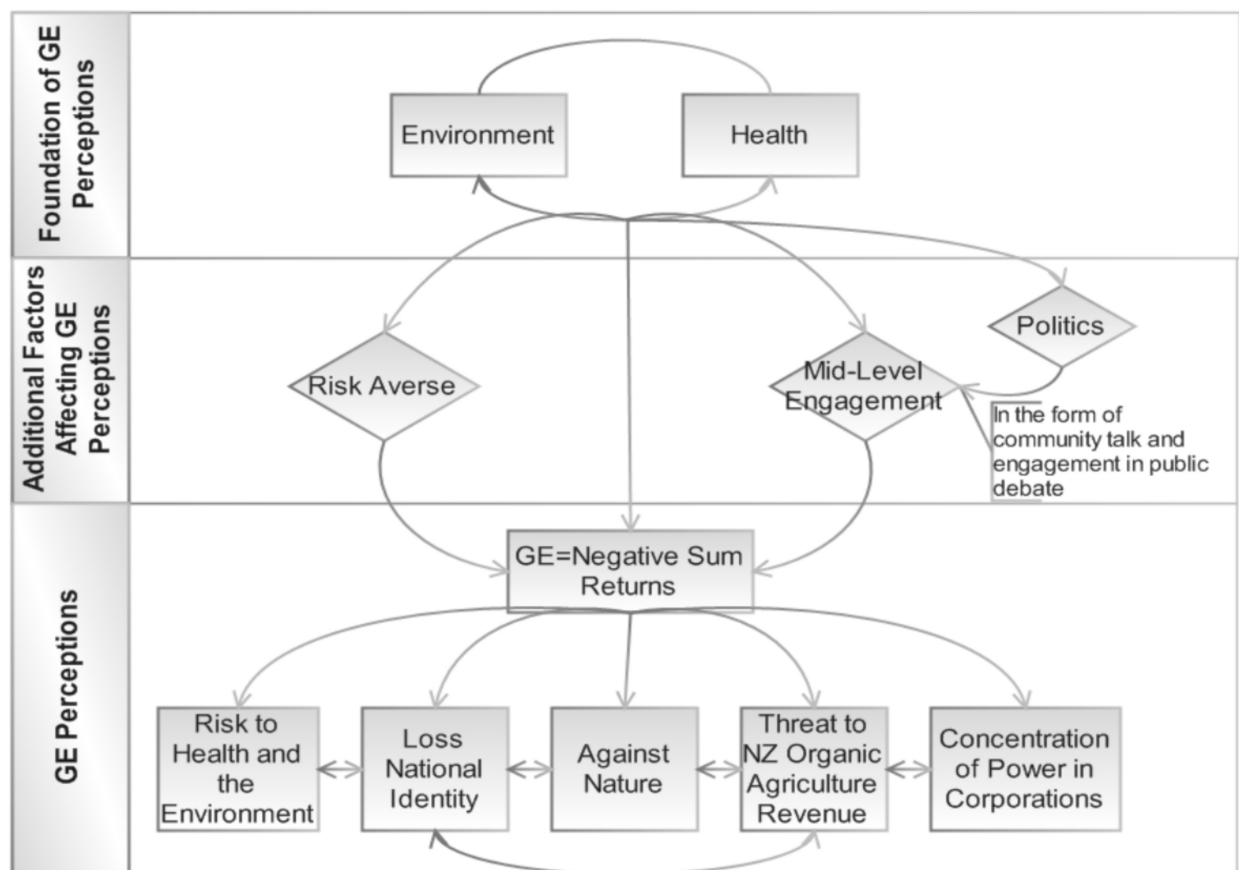 Foundation of GE
Perceptions
Environment
Health
Additional Factors
Affecting GE
Perceptions
Risk Averse
Mid-Level
Engagement
Politics
In the form of
community talk and
engagement in public
debate
GE Perceptions
GE=Negative Sum
Returns
Risk to
Health and
the
Environment
Loss
National
Identity
Against
Nature
Threat to
NZ Organic
Agriculture
Revenue
Concentration
of Power in
Corporations